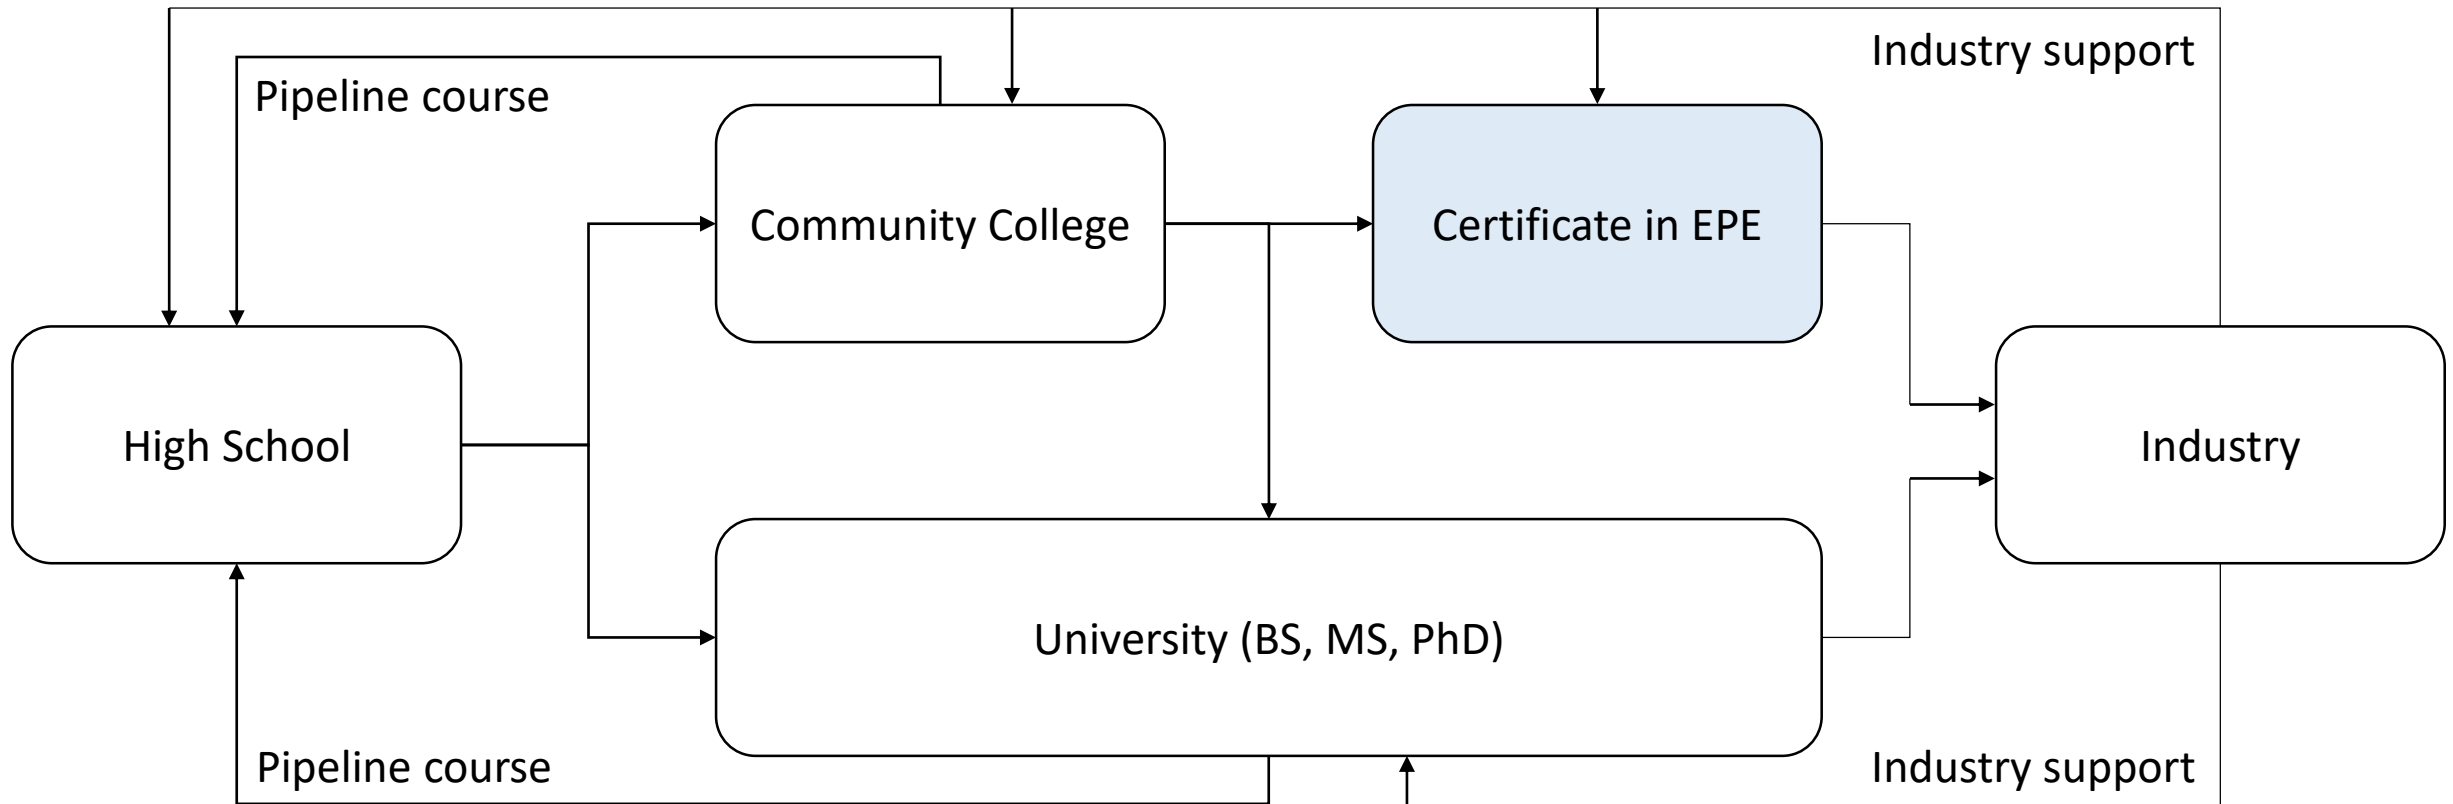 Industry support
Pipeline course
Community College
Certificate in EPE
High School
Industry
University (BS, MS, PhD)
Pipeline course
Industry support